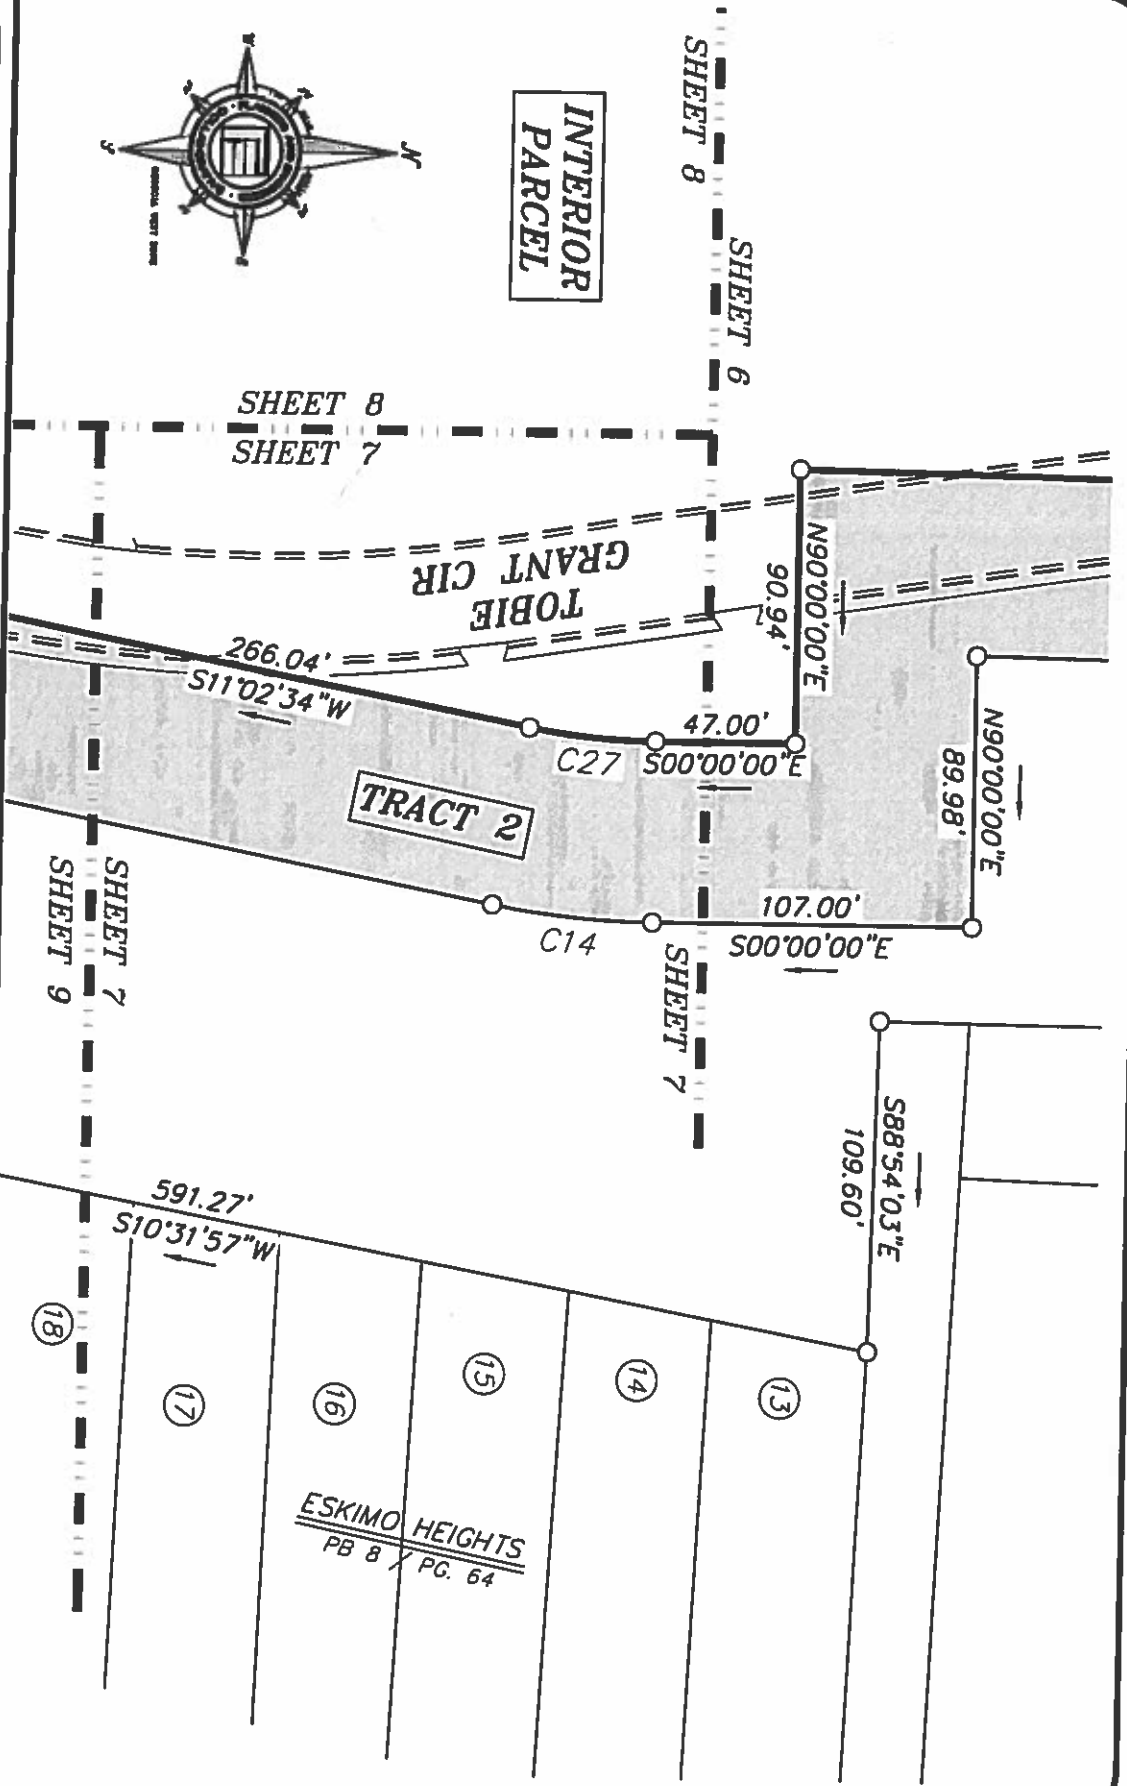 SHEET 8
SHEET 6
INTERIOR
PARCEL
N
W
SHEET 8
SHEET 7
TOBIE
GRANT CIR
N90°00'00"E
90.94'
N90°00'00"E
89.98'
47.00'
S00°00'00"E
C27
266.04'
S11°02'34"W
TRACT 2
107.00'
S00°00'00"E
C14
SHEET 7
SHEET 7
SHEET 9
S88°54'03"E
109.60'
591.27'
S10°31'57"W
13
14
15
16
17
18
ESKIMO HEIGHTS
PB 8 / PG. 64